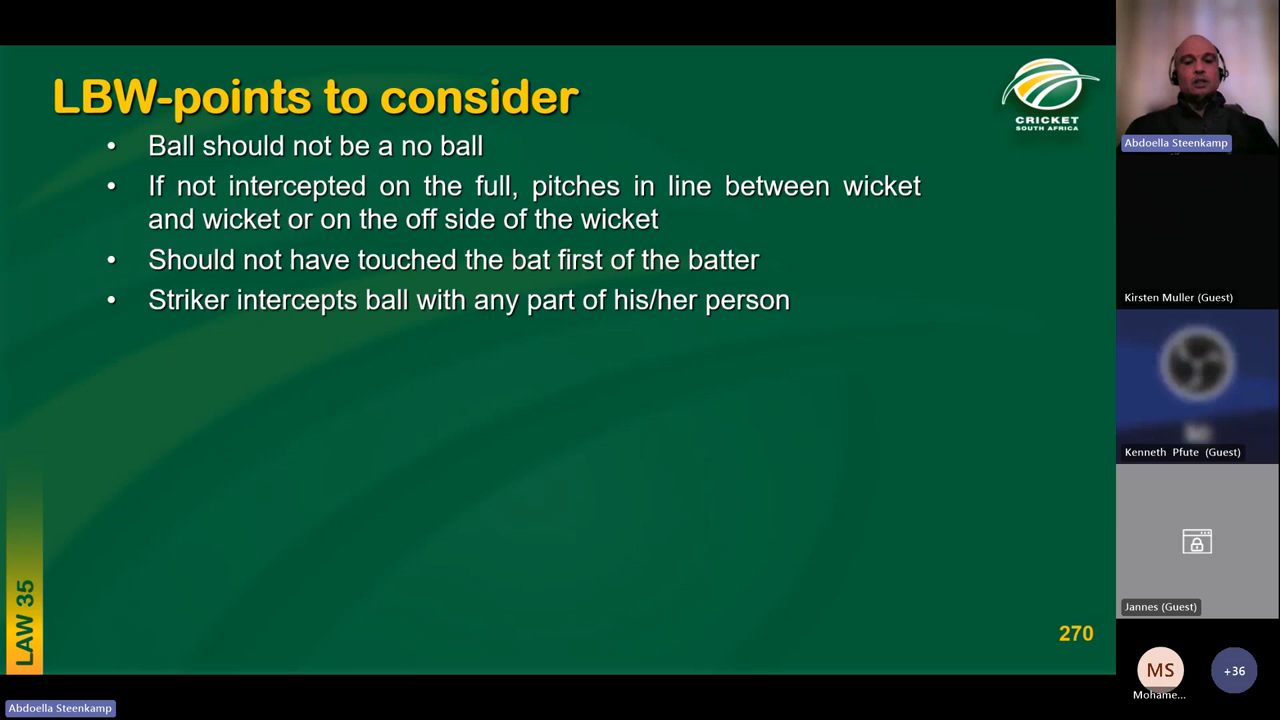 LBW-points to consider
CRICKET
SOUTH AFRICA
• Ball should not be a no ball
• If not intercepted on the full, pitches in line between wicket
and wicket or on the off side of the wicket
• Should not have touched the bat first of the batter
• Striker intercepts ball with any part of his/her person
LAW 35
270
Abdoella Steenkamp
Abdoella Steenkamp
Kirsten Muller (Guest)
Kenneth Pfute (Guest)
Jannes (Guest)
MS
Mohame...
+36